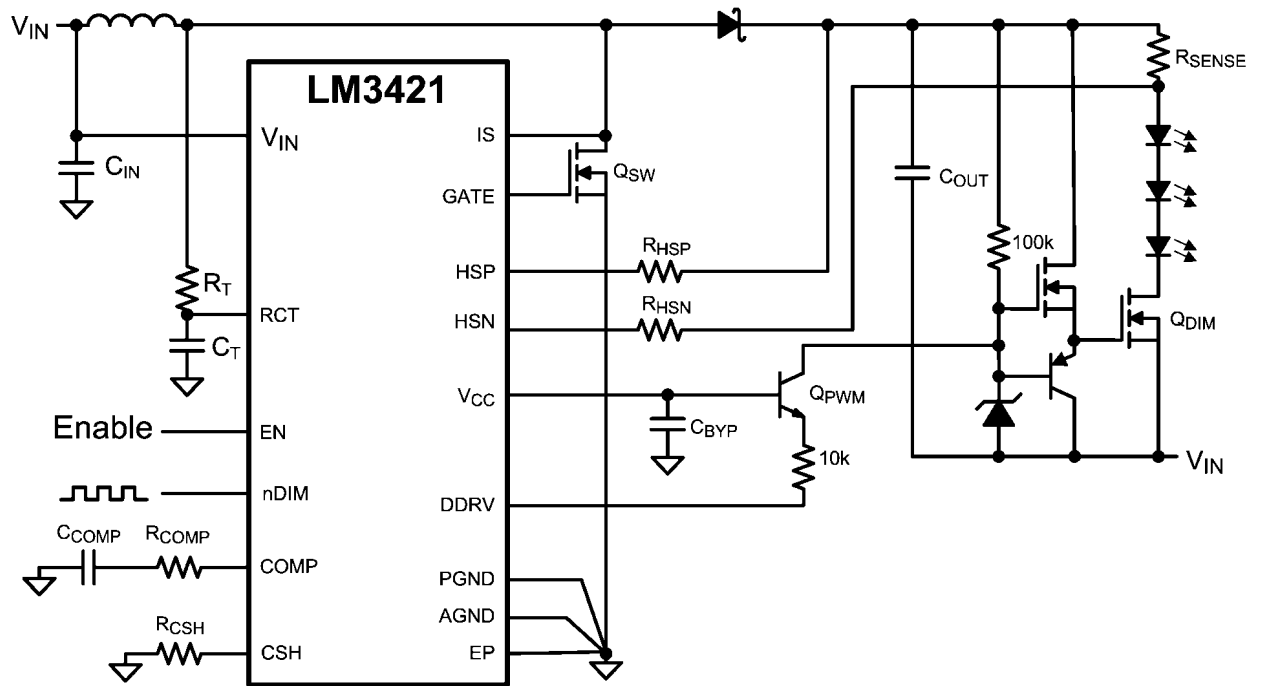 VIN
LM3421
RSENSE
VIN
IS
CIN
QSW
GATE
COUT
RHSP
100k
HSP
RT
RHSN
RCT
HSN
QDIM
CT
VCC
QPWM
CBYP
Enable
EN
10k
VIN
nDIM
DDRV
CCOMP
RCOMP
COMP
PGND
AGND
RCSH
CSH
EP